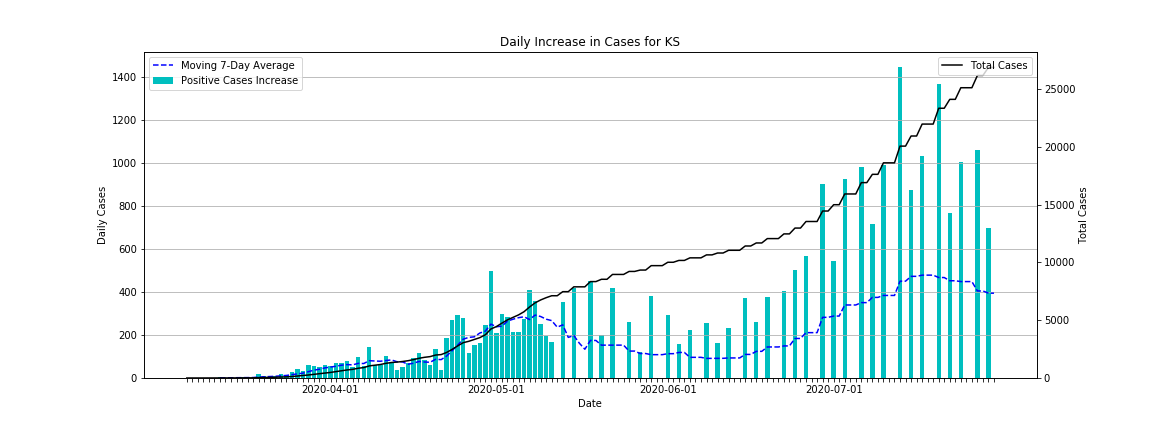 Daily Increase in Cases for KS
Moving 7-Day Average
Positive Cases Increase
Total Cases
1400
1200
1000
800
600
400
200
0
Daily Cases
25000
20000
15000
10000
5000
0
Total Cases
2020-04-01
2020-05-01
2020-06-01
2020-07-01
Date